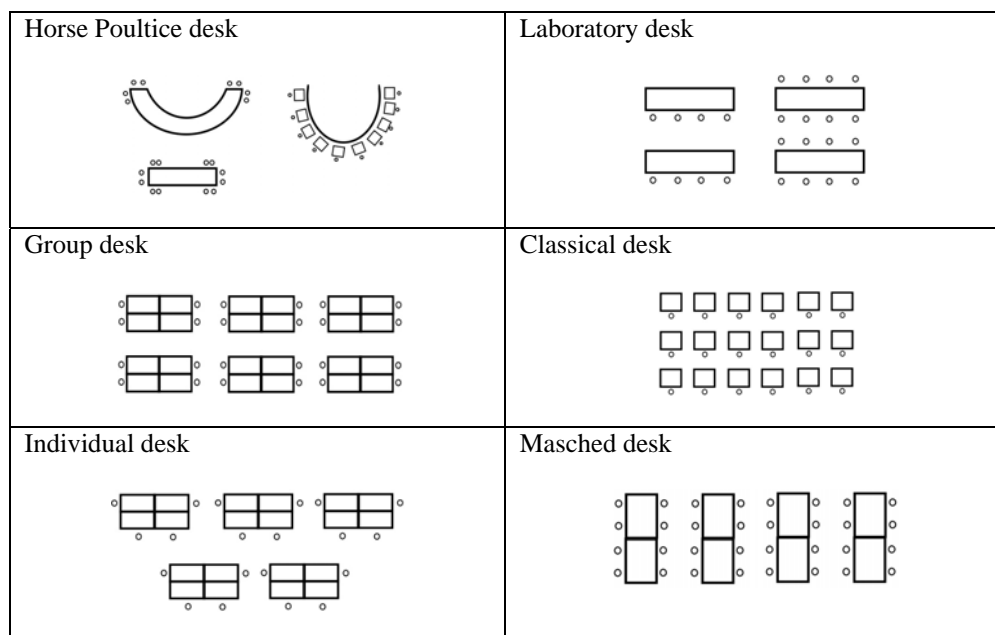 Horse Poultice desk
Laboratory desk
Group desk
Classical desk
Individual desk
Masched desk